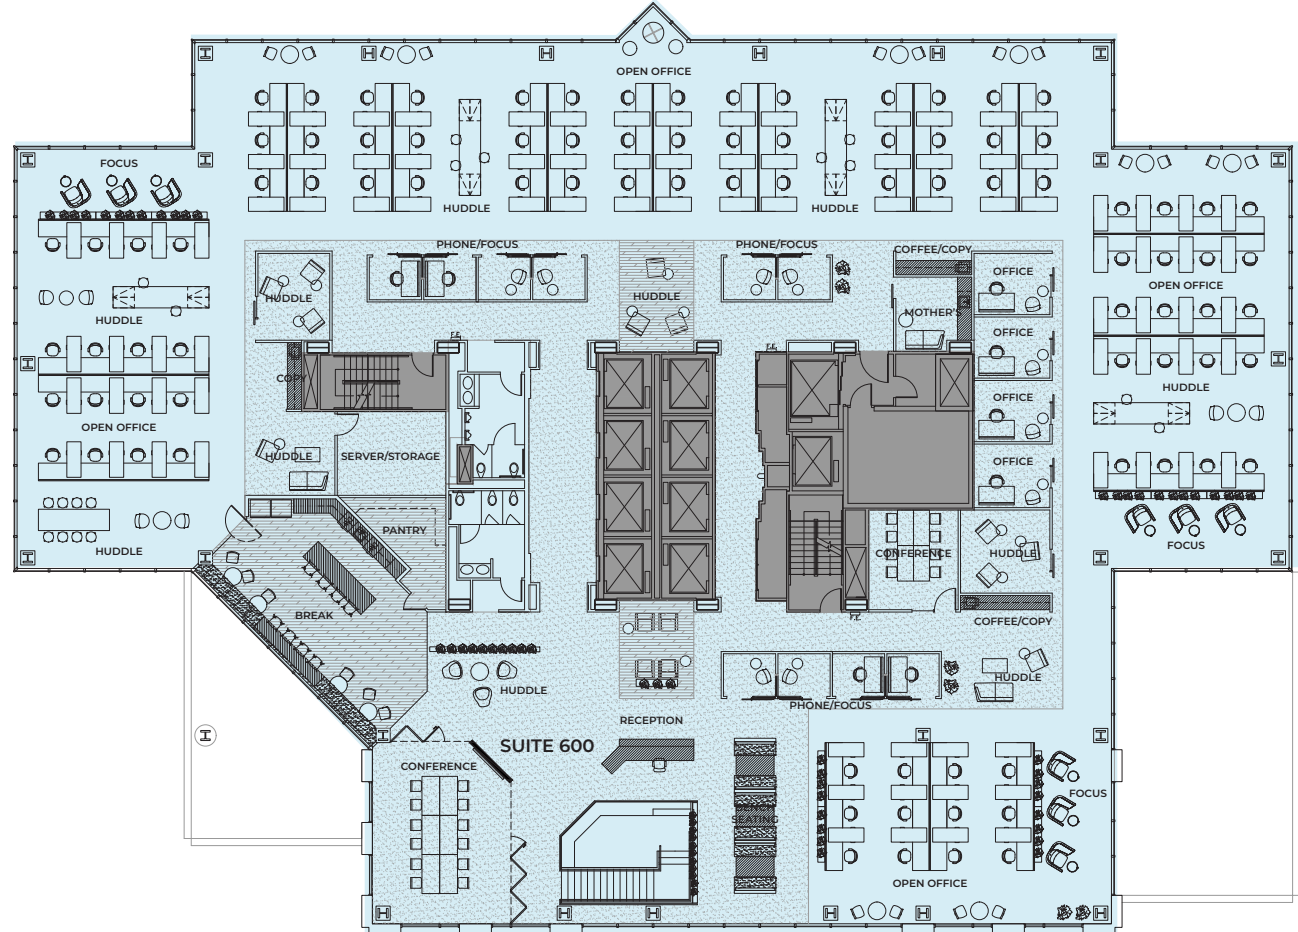 OPEN OFFICE
FOCUS
HUDDLE
HUDDLE
PHONE/FOCUS
PHONE/FOCUS
COFFEE/COPY
OFFICE
OPEN OFFICE
HUDDLE
HUDDLE
MOTHER'S
HUDDLE
OFFICE
F.E.
F.E.
COPY
HUDDLE
OFFICE
OPEN OFFICE
HUDDLE
SERVER/STORAGE
OFFICE
PANTRY
FOCUS
HUDDLE
CONFERENCE
HUDDLE
BREAK
F.E.
COFFEE/COPY
HUDDLE
HUDDLE
PHONE/FOCUS
RECEPTION
SUITE 600
CONFERENCE
FOCUS
SEATING
OPEN OFFICE